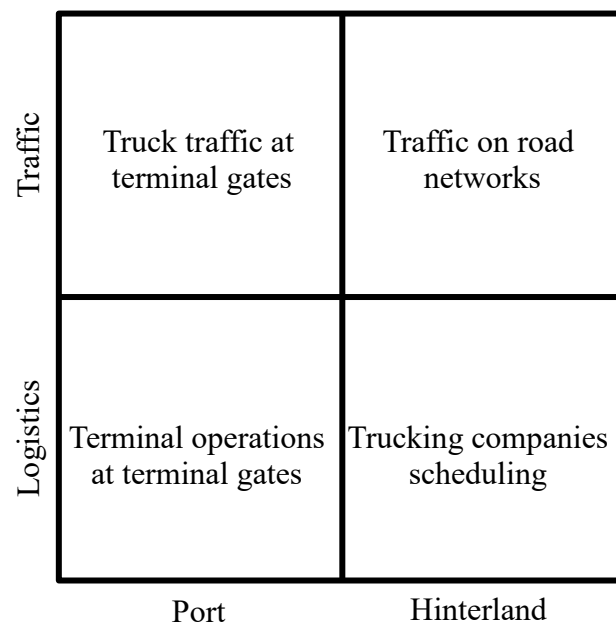 Traffic
Truck traffic at
terminal gates
Traffic on road
networks
Logistics
Terminal operations
at terminal gates
Trucking companies
scheduling
Port
Hinterland